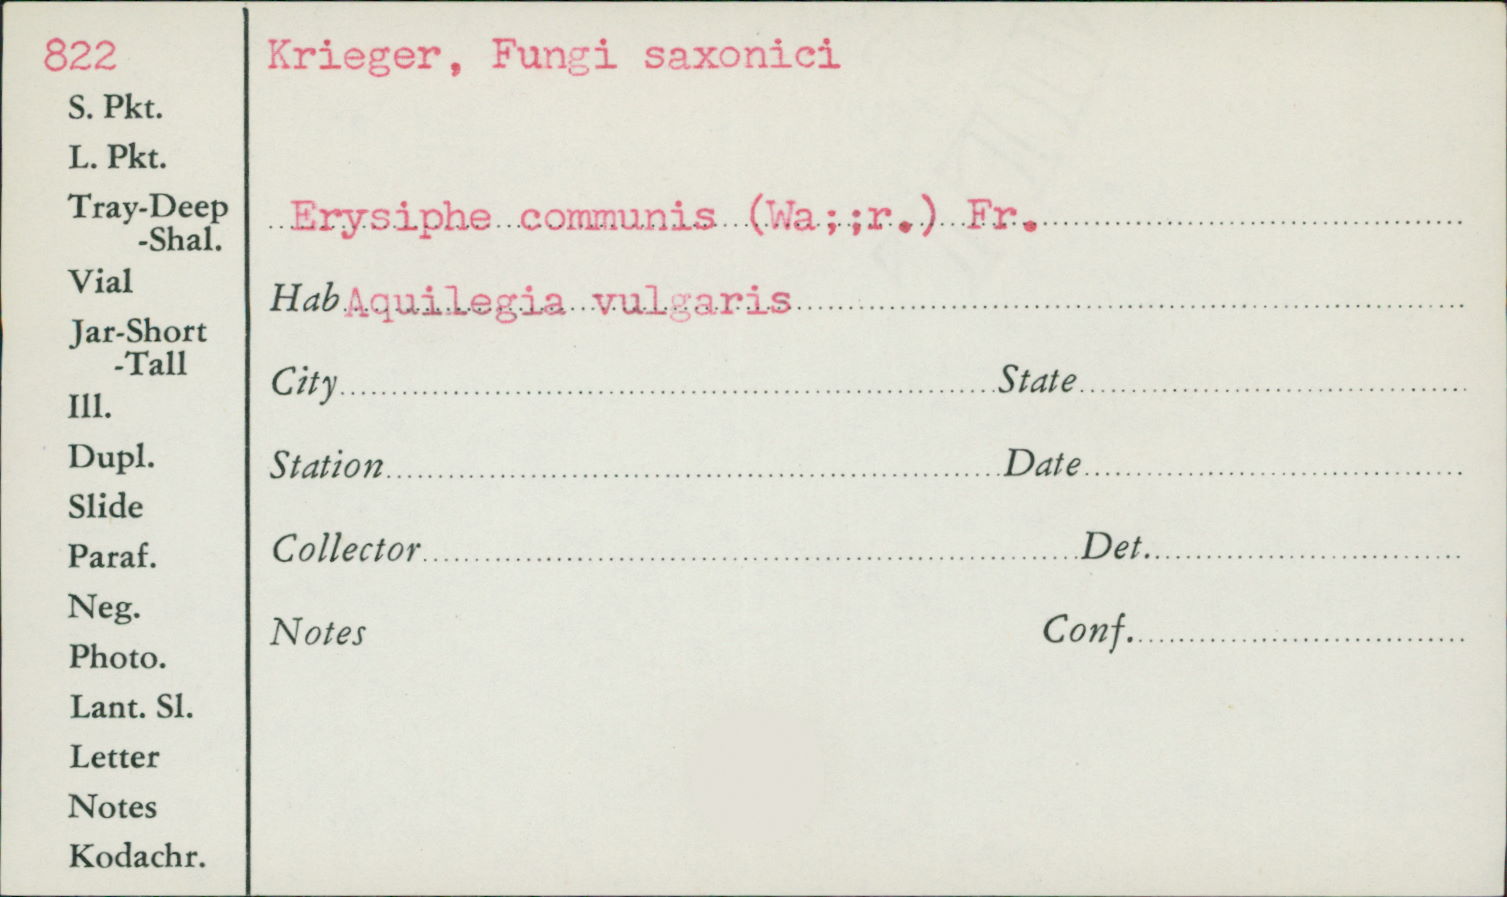 822
Krieger, Fungi saxonici
S. Pkt.
L. Pkt.
Tray-Deep
-Shal.
Vial
Jar-Short
-Tall
Ill.
Dupl.
Slide
Paraf.
Neg.
Photo.
Lant. Sl.
Letter
Notes
Kodachr.
Erysiphe communis (Wa;;r.) Fr.
Hab Aquilegia vulgaris
City State
Station Date
Collector Det.
Notes Conf.